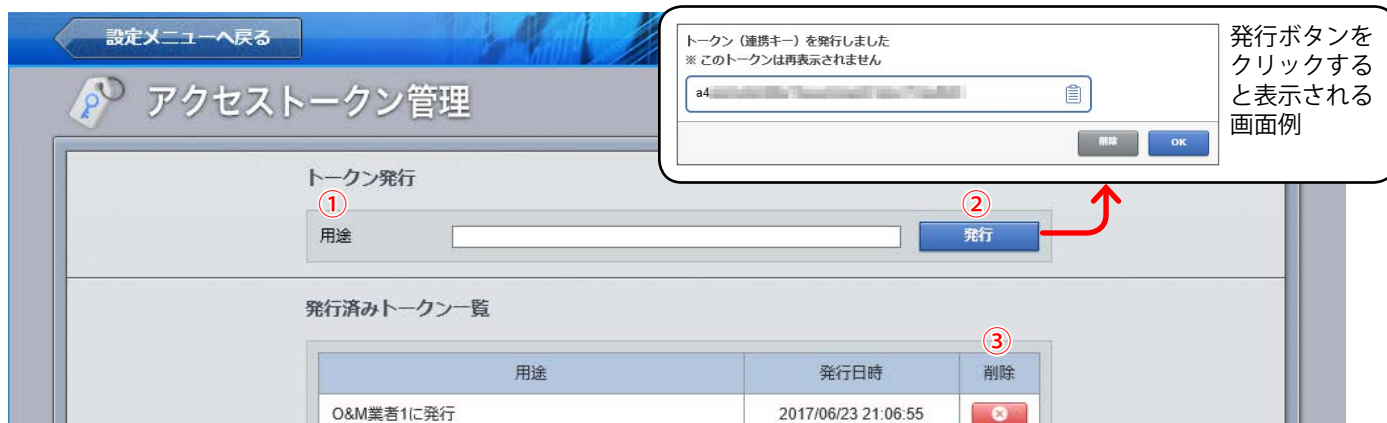 設定メニューへ戻る
アクセストークン管理
トークン（連携キー）を発行しました
※ このトークンは再表示されません
a4
削除
OK
発行ボタンを
クリックする
と表示される
画面例
トークン発行
①
②
用途
発行
発行済みトークン一覧
③
用途
発行日時
削除
O&M業者1に発行
2017/06/23 21:06:55